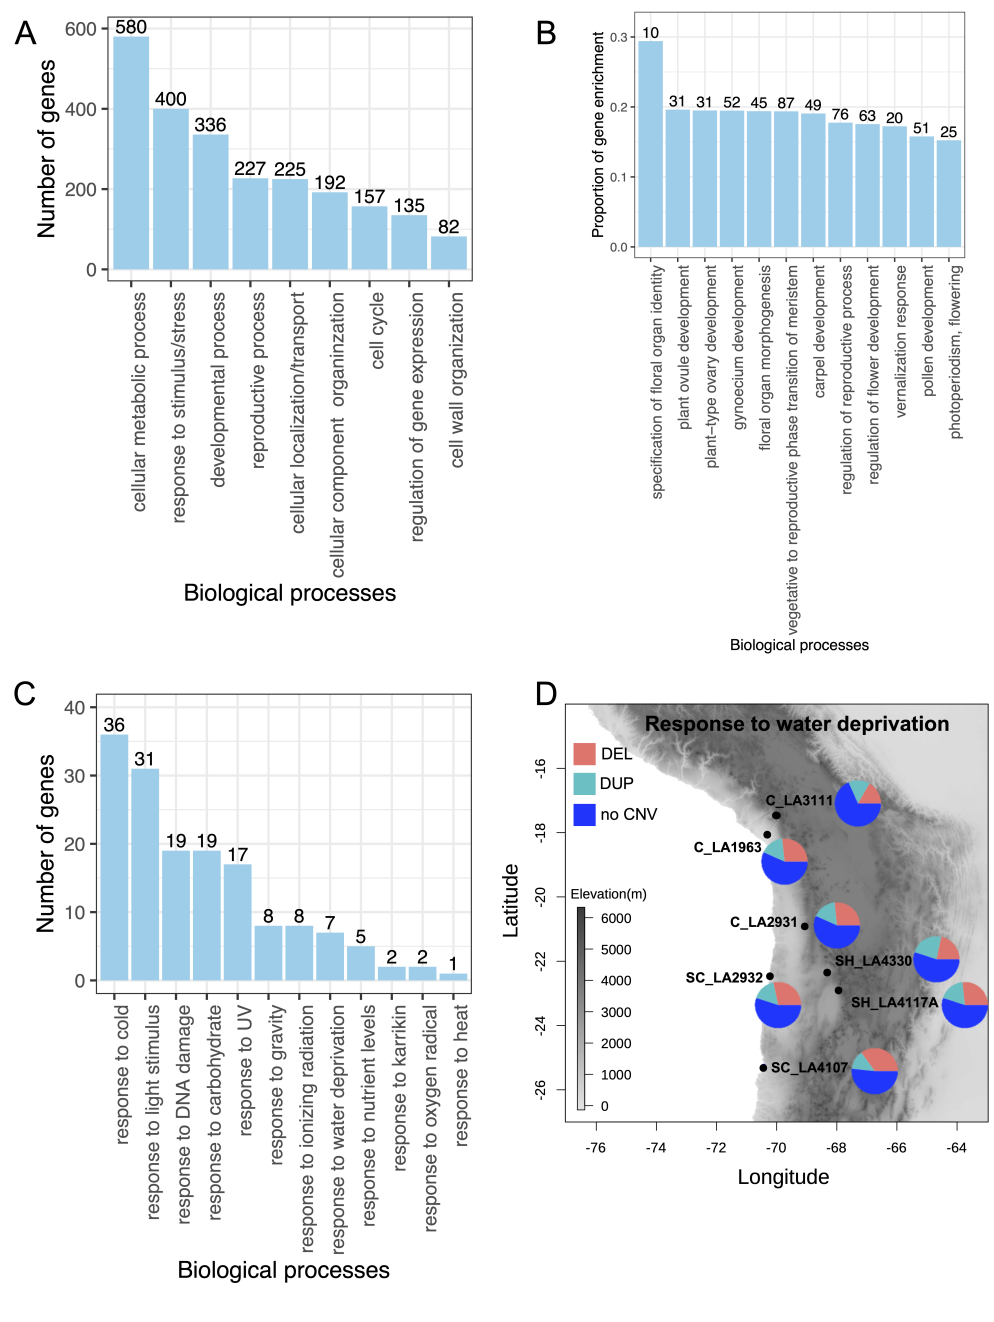 A
Number of genes
600
400
200
0
580
400
336
227
225
192
157
135
82
cellular metabolic process
response to stimulus/stress
developmental process
reproductive process
cellular localization/transport
cellular component organinzation
cell cycle
regulation of gene expression
cell wall organization
Biological processes
B
Proportion of gene enrichment
0.3
0.2
0.1
0.0
10
31
31
52
45
87
49
76
63
20
51
25
specification of floral organ identity
plant ovule development
plant−type ovary development
gynoecium development
floral organ morphogenesis
vegetative to reproductive phase transition of meristem
carpel development
regulation of reproductive process
regulation of flower development
vernalization response
pollen development
photoperiodism, flowering
Biological processes
C
Number of genes
40
30
20
10
0
36
31
19
19
17
8
8
7
5
2
2
1
response to cold
response to light stimulus
response to DNA damage
response to carbohydrate
response to UV
response to gravity
response to ionizing radiation
response to water deprivation
response to nutrient levels
response to karrikin
response to oxygen radical
response to heat
Biological processes
D
Response to water deprivation
DEL
DUP
no CNV
C_LA3111
C_LA1963
C_LA2931
SH_LA4330
SC_LA2932
SH_LA4117A
SC_LA4107
Elevation(m)
6000
5000
4000
3000
2000
1000
0
Latitude
-16
-18
-20
-22
-24
-26
-76
-74
-72
-70
-68
-66
-64
Longitude